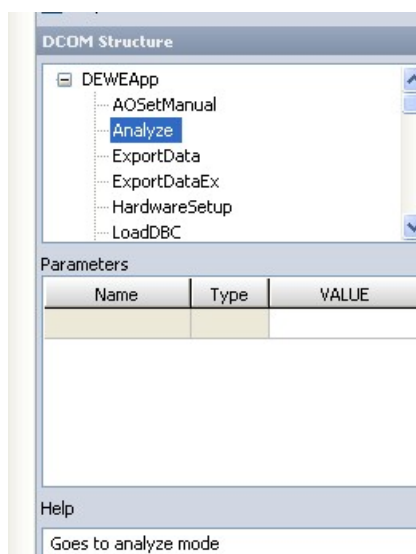 DCOM Structure
DEWEApp
AOSetManual
Analyze
ExportData
ExportDataEx
HardwareSetup
LoadDBC
Parameters
Name Type VALUE
Help
Goes to analyze mode